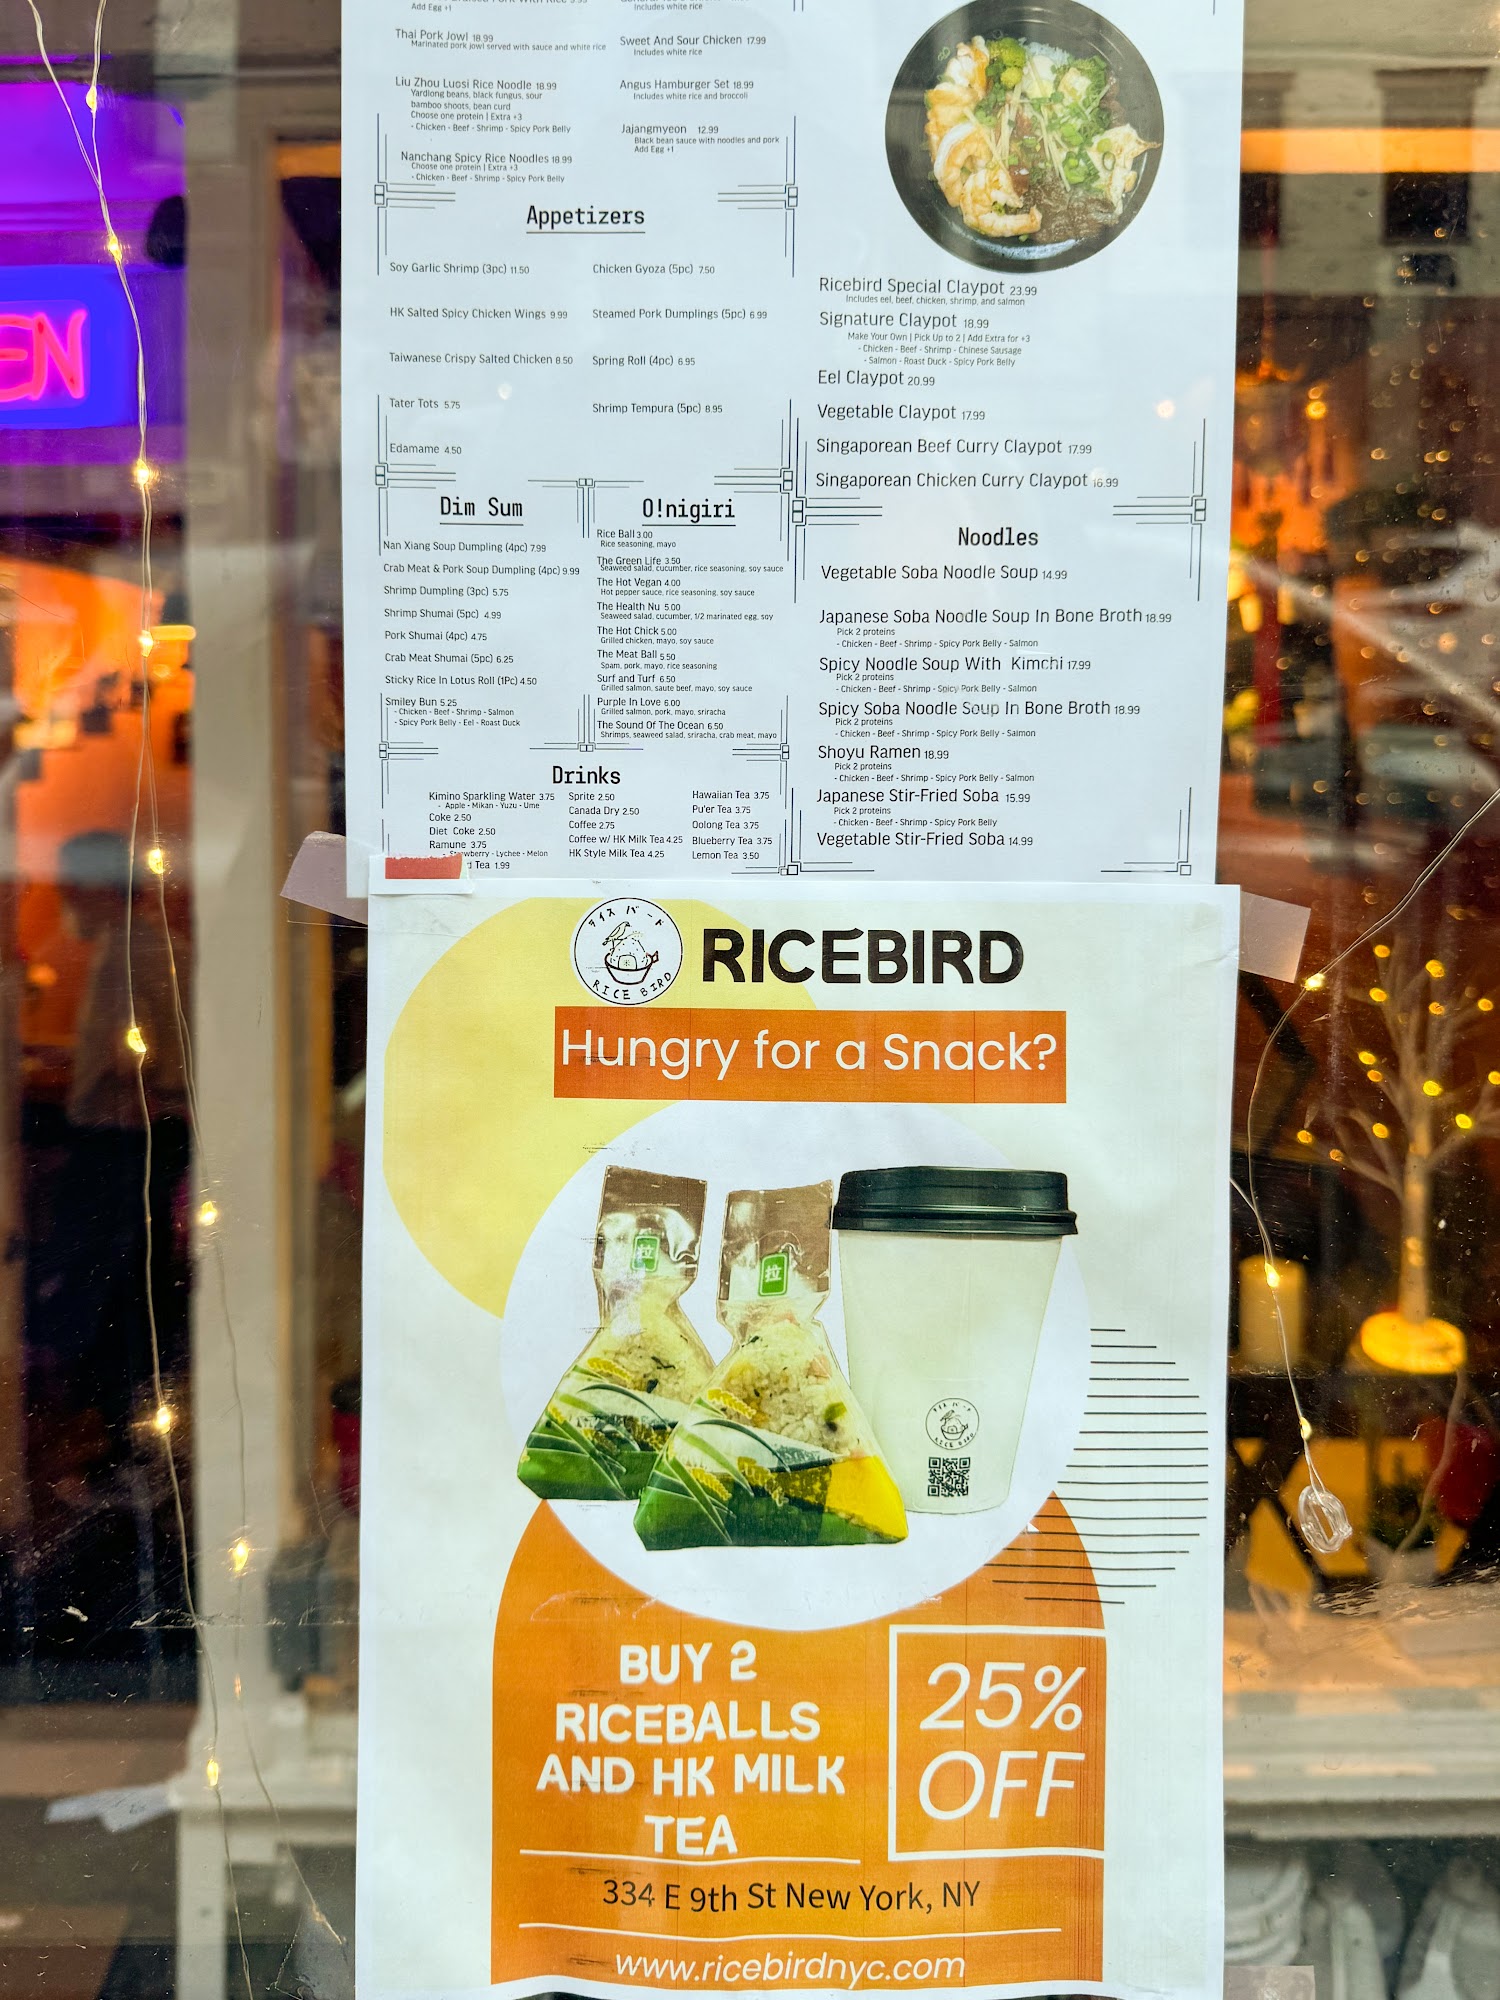 Add Egg +1
Thai Pork Jowl 18.99
Marinated pork jowl served with sauce and white rice
Liu Zhou Luosi Rice Noodle 18.99
Yardlong beans, black fungus, sour
bamboo shoots, bean curd
Choose one protein | Extra +3
- Chicken - Beef - Shrimp - Spicy Pork Belly
Nanchang Spicy Rice Noodles 18.99
Choose one protein | Extra +3
- Chicken - Beef - Shrimp - Spicy Pork Belly
Includes white rice
Sweet And Sour Chicken 17.99
Includes white rice
Angus Hamburger Set 18.99
Includes white rice and broccoli
Jajangmyeon 12.99
Black bean sauce with noodles and pork
Add Egg +1
Appetizers
Soy Garlic Shrimp (3pc) 11.50
HK Salted Spicy Chicken Wings 9.99
Taiwanese Crispy Salted Chicken 8.50
Tater Tots 5.75
Edamame 4.50
Chicken Gyoza (5pc) 7.50
Steamed Pork Dumplings (5pc) 6.99
Spring Roll (4pc) 6.95
Shrimp Tempura (5pc) 8.95
Dim Sum
Nan Xiang Soup Dumpling (4pc) 7.99
Crab Meat & Pork Soup Dumpling (4pc) 9.99
Shrimp Dumpling (3pc) 5.75
Shrimp Shumai (5pc) 4.99
Pork Shumai (4pc) 4.75
Crab Meat Shumai (5pc) 6.25
Sticky Rice In Lotus Roll (1Pc) 4.50
Smiley Bun 5.25
- Chicken - Beef - Shrimp - Salmon
- Spicy Pork Belly - Eel - Roast Duck
O!nigiri
Rice Ball 3.00
Rice seasoning, mayo
The Green Life 3.50
Seaweed salad, cucumber, rice seasoning, soy sauce
The Hot Vegan 4.00
Hot pepper sauce, rice seasoning, soy sauce
The Health Nu 5.00
Seaweed salad, cucumber, 1/2 marinated egg, soy
The Hot Chick 5.00
Grilled chicken, mayo, soy sauce
The Meat Ball 5.50
Spam, pork, mayo, rice seasoning
Surf and Turf 6.50
Grilled salmon, saute beef, mayo, soy sauce
Purple In Love 6.00
Grilled salmon, pork, mayo, sriracha
The Sound Of The Ocean 6.50
Shrimps, seaweed salad, sriracha, crab meat, mayo
Drinks
Kimino Sparkling Water 3.75
- Apple - Mikan - Yuzu - Ume
Coke 2.50
Diet Coke 2.50
Ramune 3.75
- Strawberry - Lychee - Melon
Tea 1.99
Sprite 2.50
Canada Dry 2.50
Coffee 2.75
Coffee w/ HK Milk Tea 4.25
HK Style Milk Tea 4.25
Hawaiian Tea 3.75
Pu'er Tea 3.75
Oolong Tea 3.75
Blueberry Tea 3.75
Lemon Tea 3.50
Ricebird Special Claypot 23.99
Includes eel, beef, chicken, shrimp, and salmon
Signature Claypot 18.99
Make Your Own | Pick Up to 2 | Add Extra for +3
- Chicken - Beef - Shrimp - Chinese Sausage
- Salmon - Roast Duck - Spicy Pork Belly
Eel Claypot 20.99
Vegetable Claypot 17.99
Singaporean Beef Curry Claypot 17.99
Singaporean Chicken Curry Claypot 16.99
Noodles
Vegetable Soba Noodle Soup 14.99
Japanese Soba Noodle Soup In Bone Broth 18.99
Pick 2 proteins
- Chicken - Beef - Shrimp - Spicy Pork Belly - Salmon
Spicy Noodle Soup With Kimchi 17.99
Pick 2 proteins
- Chicken - Beef - Shrimp - Spicy Pork Belly - Salmon
Spicy Soba Noodle Soup In Bone Broth 18.99
Pick 2 proteins
- Chicken - Beef - Shrimp - Spicy Pork Belly - Salmon
Shoyu Ramen 18.99
Pick 2 proteins
- Chicken - Beef - Shrimp - Spicy Pork Belly - Salmon
Japanese Stir-Fried Soba 15.99
Pick 2 proteins
- Chicken - Beef - Shrimp - Spicy Pork Belly
Vegetable Stir-Fried Soba 14.99
EN
ライスバード
RICE BIRD
RICEBIRD
Hungry for a Snack?
拉
拉
ライスバード
RICE BIRD
BUY 2
RICEBALLS
AND HK MILK
TEA
25%
OFF
334 E 9th St New York, NY
www.ricebirdnyc.com